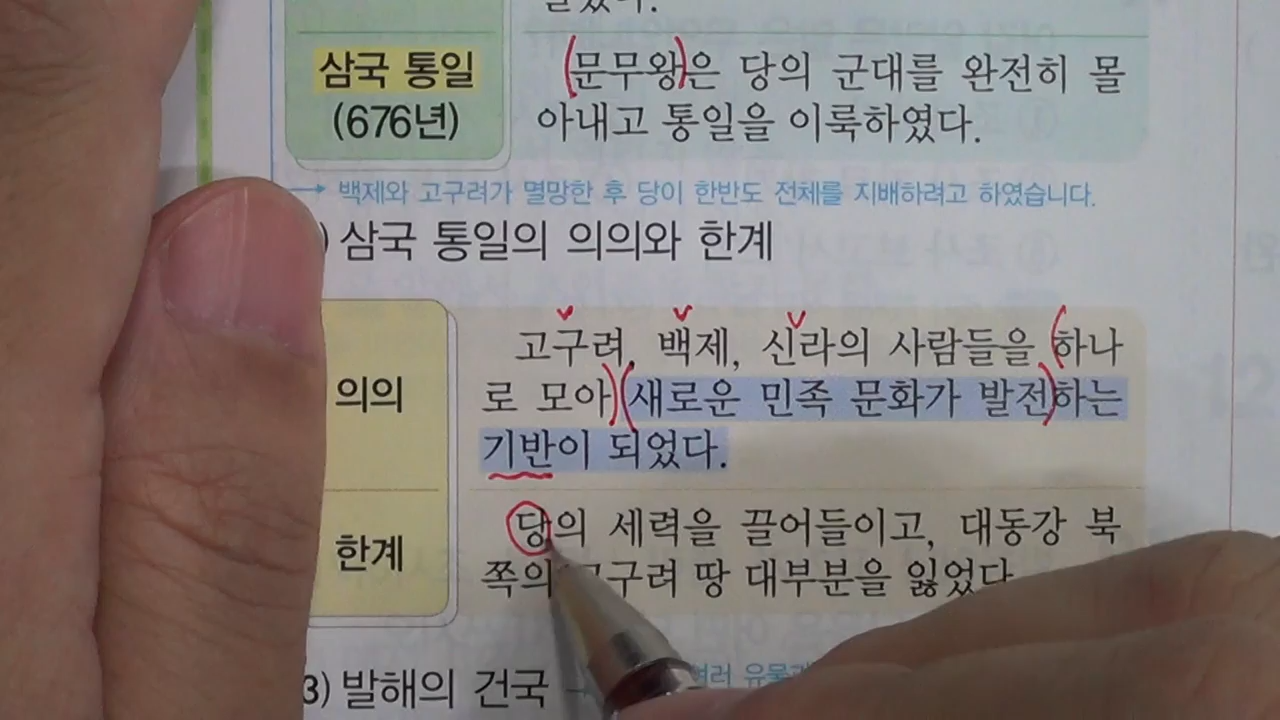 삼국 통일
(676년)
문무왕은 당의 군대를 완전히 몰
아내고 통일을 이룩하였다.
백제와 고구려가 멸망한 후 당이 한반도 전체를 지배하려고 하였습니다.
) 삼국 통일의 의의와 한계
의의
고구려, 백제, 신라의 사람들을 하나
로 모아 새로운 민족 문화가 발전하는
기반이 되었다.
한계
당의 세력을 끌어들이고, 대동강 북
쪽의 고구려 땅 대부분을 잃었다.
3) 발해의 건국